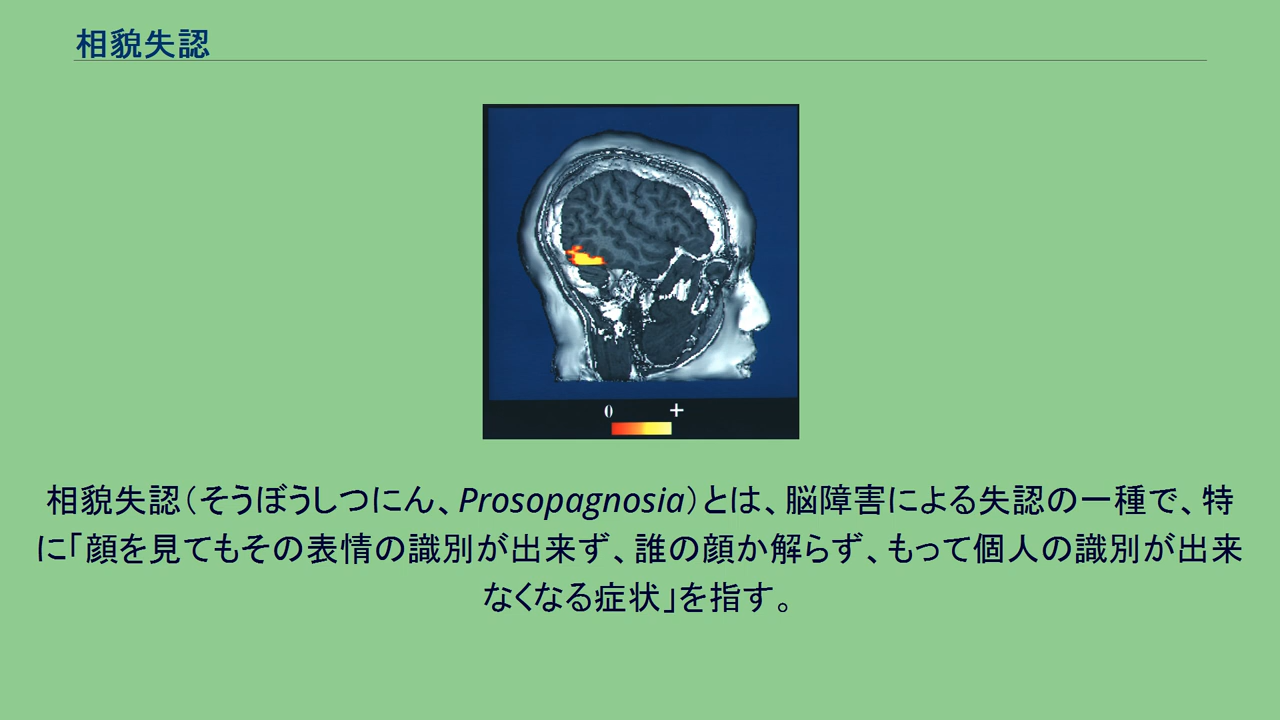 相貌失認
0 +
相貌失認（そうぼうしつにん、Prosopagnosia）とは、脳障害による失認の一種で、特
に「顔を見てもその表情の識別が出来ず、誰の顔か解らず、もって個人の識別が出来
なくなる症状」を指す。